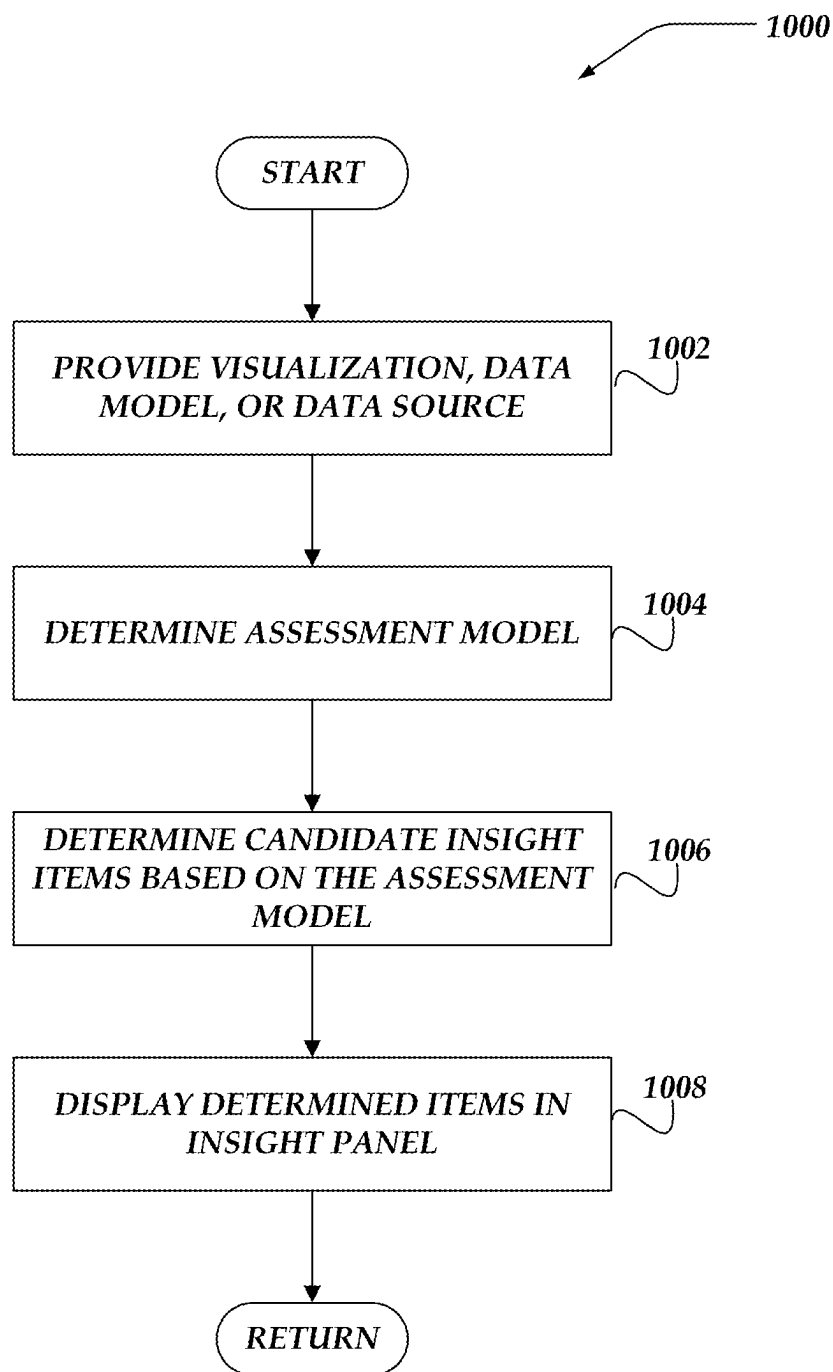 1000
START
PROVIDE VISUALIZATION, DATA
MODEL, OR DATA SOURCE
1002
DETERMINE ASSESSMENT MODEL
1004
DETERMINE CANDIDATE INSIGHT
ITEMS BASED ON THE ASSESSMENT
MODEL
1006
DISPLAY DETERMINED ITEMS IN
INSIGHT PANEL
1008
RETURN